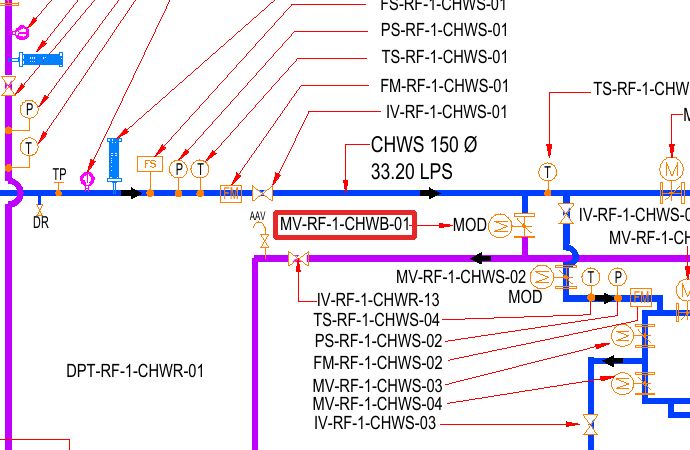 FS-RF-1-CHWS-01
PS-RF-1-CHWS-01
TS-RF-1-CHWS-01
FM-RF-1-CHWS-01
IV-RF-1-CHWS-01
TS-RF-1-CHW
P
T
CHWS 150 Ø
33.20 LPS
TP
FS
P
T
FM
T
M
DR
AAV
MV-RF-1-CHWB-01
MOD
M
IV-RF-1-CHWS-0
MV-RF-1-CH
MV-RF-1-CHWS-02
M
MOD
T
P
FM
M
IV-RF-1-CHWR-13
TS-RF-1-CHWS-04
PS-RF-1-CHWS-02
FM-RF-1-CHWS-02
M
DPT-RF-1-CHWR-01
MV-RF-1-CHWS-03
MV-RF-1-CHWS-04
M
IV-RF-1-CHWS-03